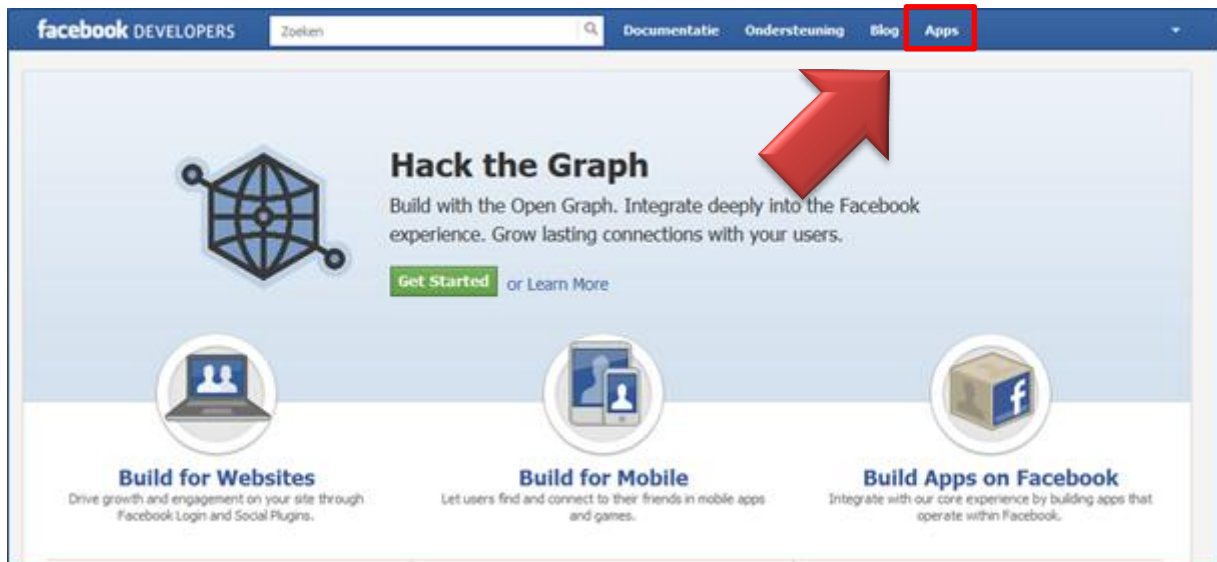 facebook DEVELOPERS Zoeken Documentatie Ondersteuning Blog Apps
Hack the Graph
Build with the Open Graph. Integrate deeply into the Facebook
experience. Grow lasting connections with your users.
Get Started or Learn More
Build for Websites
Drive growth and engagement on your site through
Facebook Login and Social Plugins.
Build for Mobile
Let users find and connect to their friends in mobile apps
and games.
Build Apps on Facebook
Integrate with our core experience by building apps that
operate within Facebook.